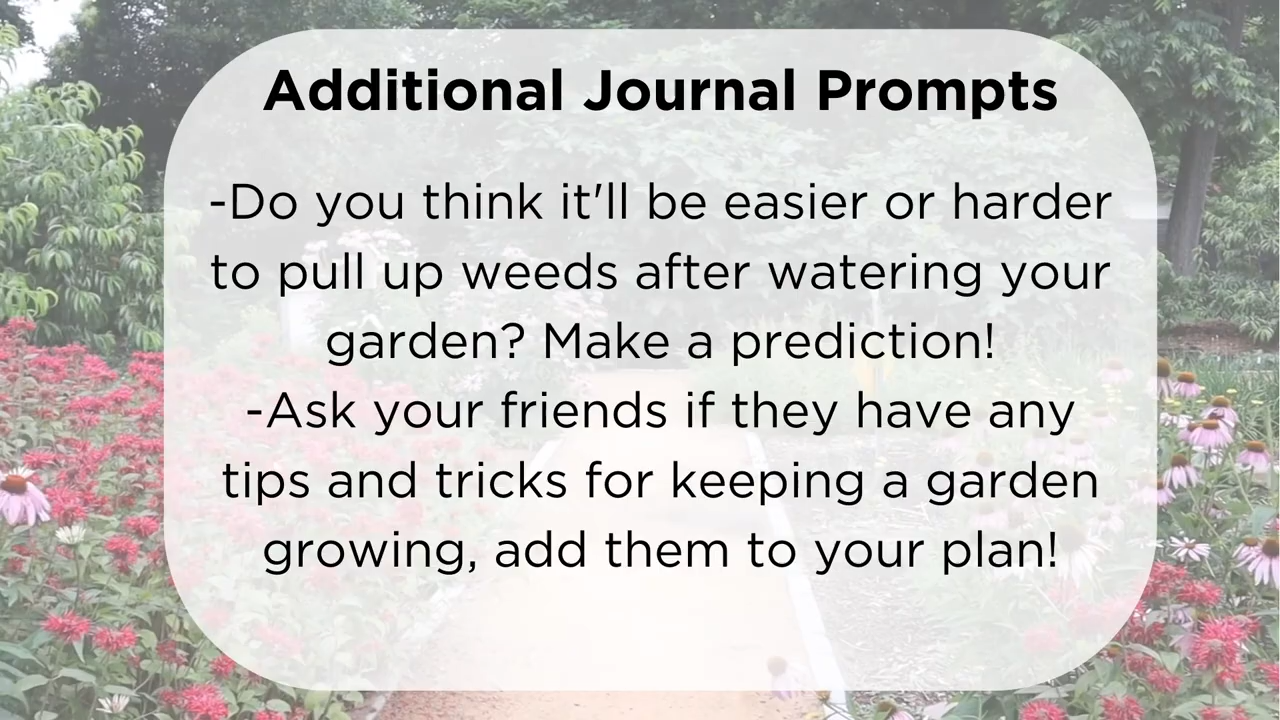 Additional Journal Prompts
-Do you think it'll be easier or harder
to pull up weeds after watering your
garden? Make a prediction!
-Ask your friends if they have any
tips and tricks for keeping a garden
growing, add them to your plan!